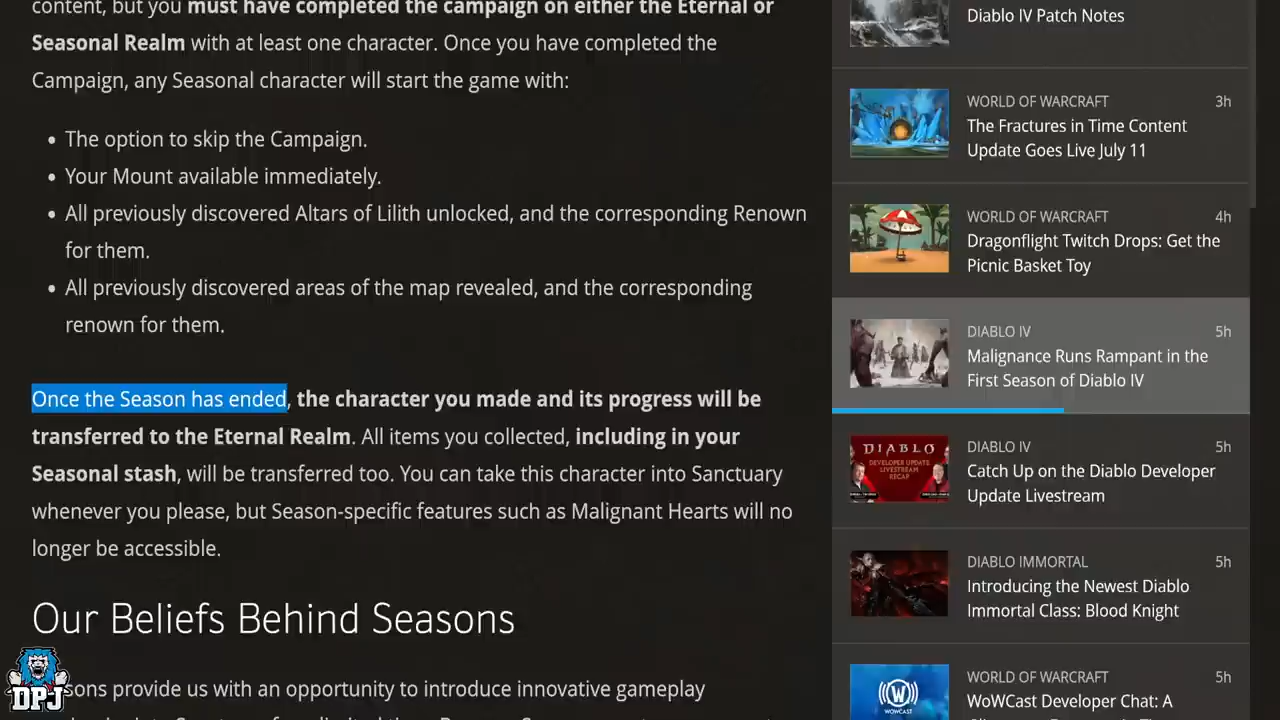 content, but you must have completed the campaign on either the Eternal or
Seasonal Realm with at least one character. Once you have completed the
Campaign, any Seasonal character will start the game with:
• The option to skip the Campaign.
• Your Mount available immediately.
• All previously discovered Altars of Lilith unlocked, and the corresponding Renown
for them.
• All previously discovered areas of the map revealed, and the corresponding
renown for them.
Once the Season has ended, the character you made and its progress will be
transferred to the Eternal Realm. All items you collected, including in your
Seasonal stash, will be transferred too. You can take this character into Sanctuary
whenever you please, but Season-specific features such as Malignant Hearts will no
longer be accessible.
Our Beliefs Behind Seasons
sons provide us with an opportunity to introduce innovative gameplay
DPJ
Diablo IV Patch Notes
WORLD OF WARCRAFT 3h
The Fractures in Time Content
Update Goes Live July 11
WORLD OF WARCRAFT 4h
Dragonflight Twitch Drops: Get the
Picnic Basket Toy
DIABLO IV 5h
Malignance Runs Rampant in the
First Season of Diablo IV
DIABLO
DEVELOPER UPDATE
LIVESTREAM
RECAP
DIABLO IV 5h
Catch Up on the Diablo Developer
Update Livestream
DIABLO IMMORTAL 5h
Introducing the Newest Diablo
Immortal Class: Blood Knight
W
WOWCAST
WORLD OF WARCRAFT 5h
WoWCast Developer Chat: A